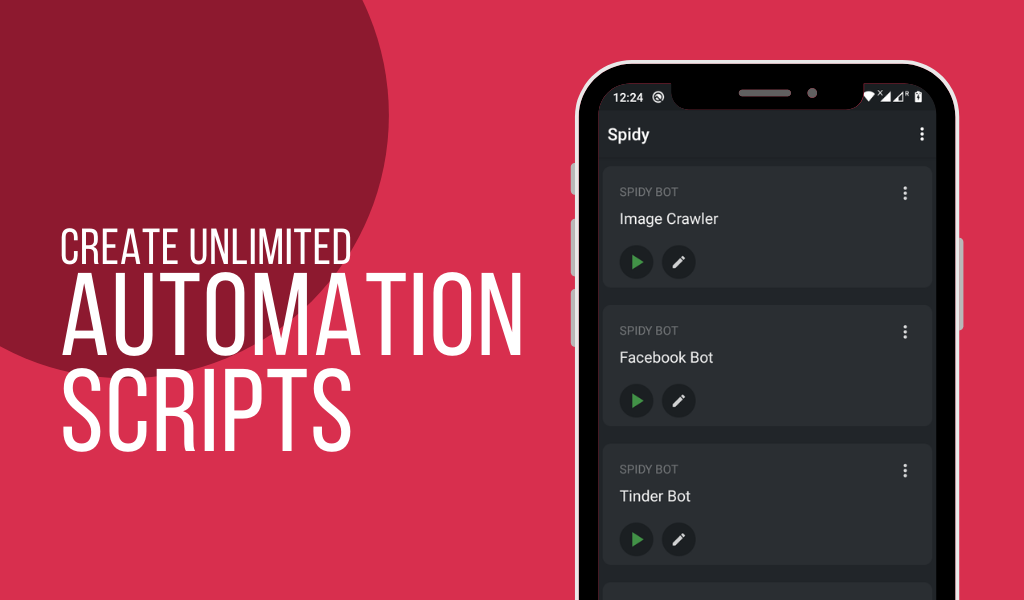 CREATE UNLIMITED
AUTOMATION
SCRIPTS
12:24
Spidy
SPIDY BOT
Image Crawler
SPIDY BOT
Facebook Bot
SPIDY BOT
Tinder Bot